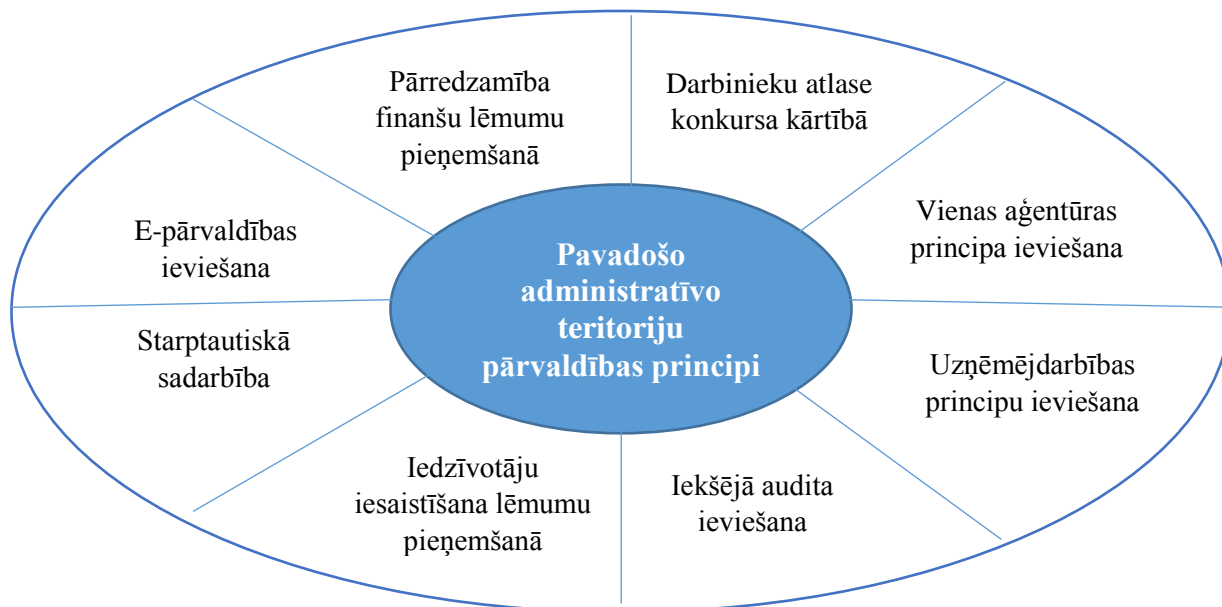 Pārredzamība
finanšu lēmumu
pieņemšanā
Darbinieku atlase
konkursa kārtībā
Vienas aģentūras
principa ieviešana
Uzņēmējdarbības
principu ieviešana
Iekšējā audita
ieviešana
Iedzīvotāju
iesaistīšana lēmumu
pieņemšanā
Starptautiskā
sadarbība
E-pārvaldības
ieviešana
Pavadošo
administratīvo
teritoriju
pārvaldības principi